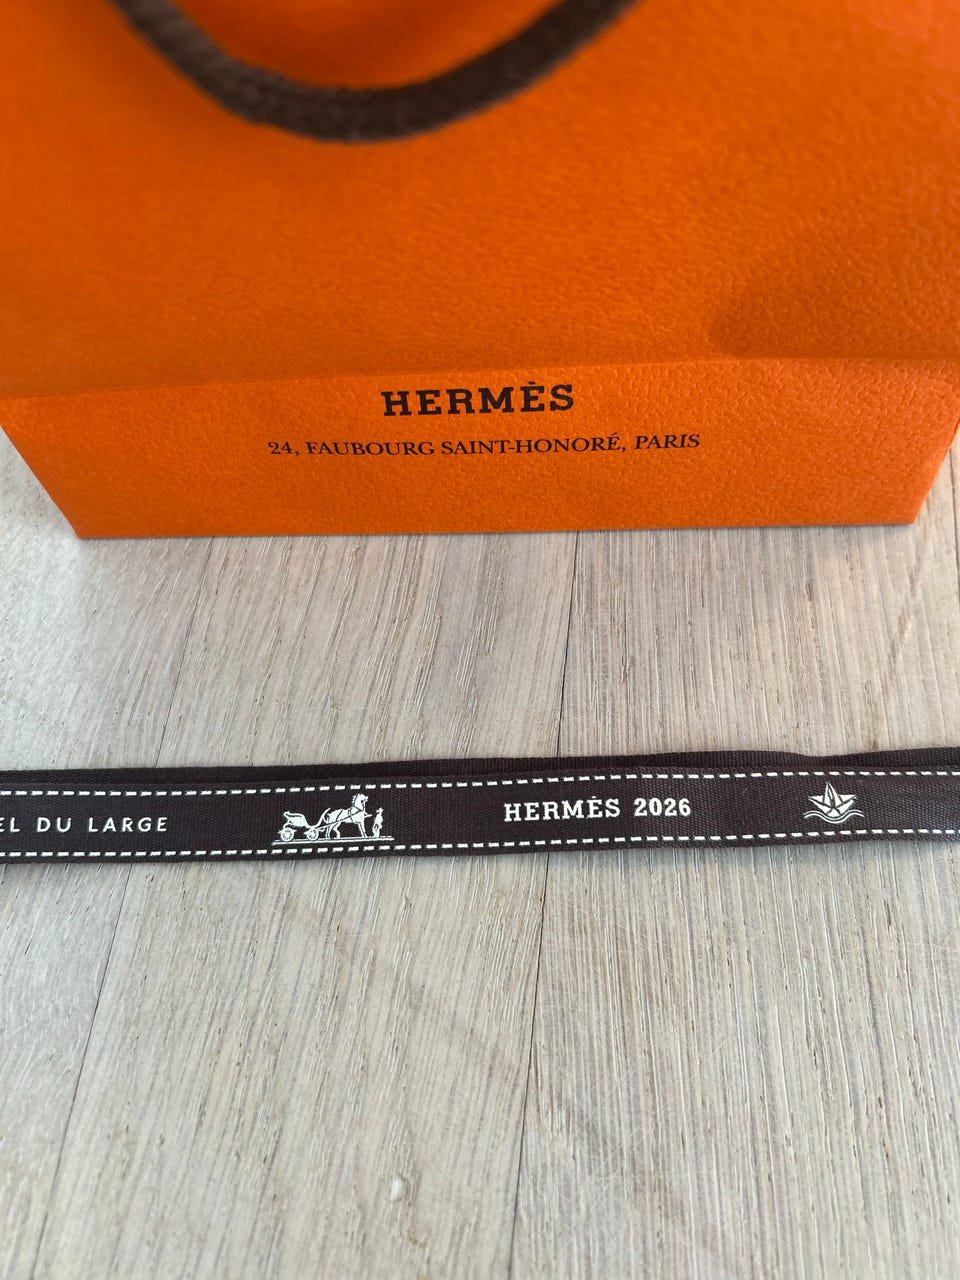 HERMÈS
24, FAUBOURG SAINT-HONORÉ, PARIS
EL DU LARGE HERMÈS 2026